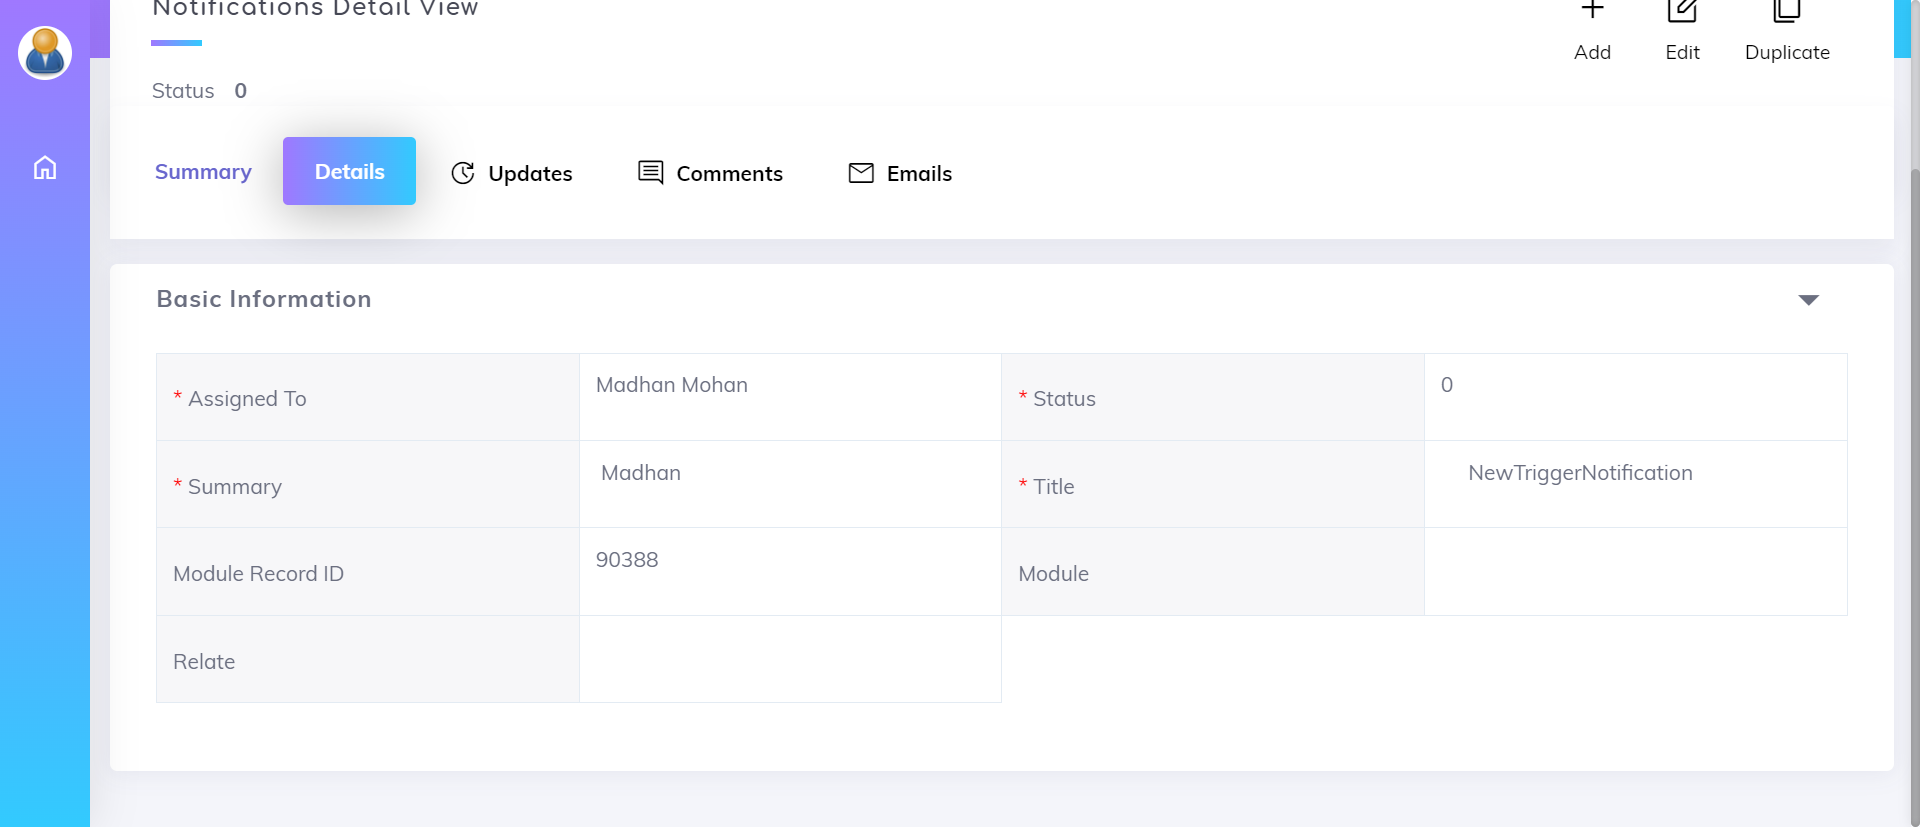 Notifications Detail View
Add Edit Duplicate
Status 0
Summary Details Updates Comments Emails
Basic Information
* Assigned To Madhan Mohan * Status 0
* Summary Madhan * Title NewTriggerNotification
Module Record ID 90388 Module
Relate